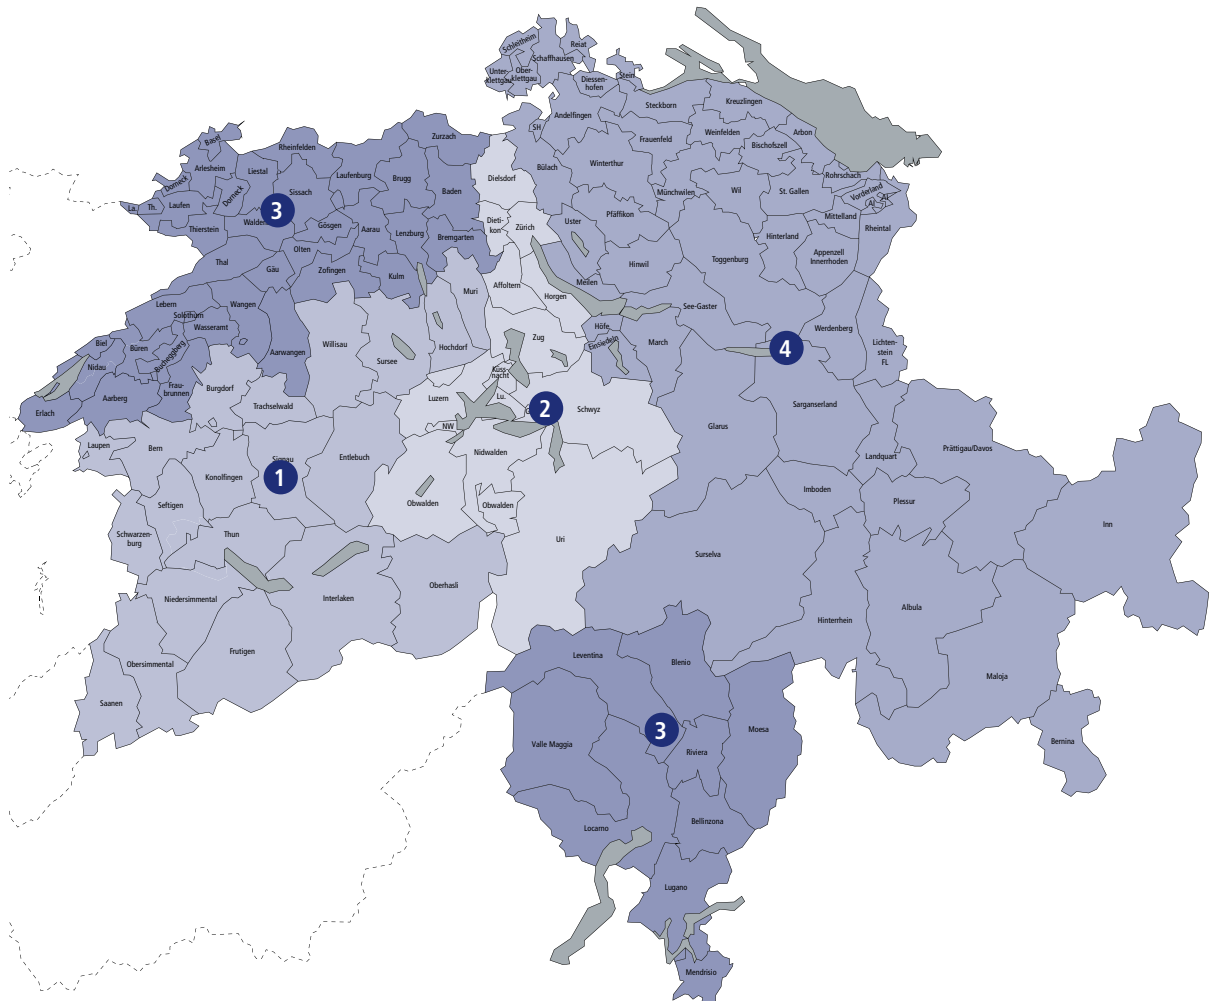 Schleitheim
Reiat
Schaffhausen
Unter-
klettgau
Ober-
klettgau
Stein
Diessen-
hofen
Steckborn
Kreuzlingen
Andelfingen
SH
Frauenfeld
Weinfelden
Arbon
Bischofszell
Basel
Rheinfelden
Zurzach
Arlesheim
Liestal
Laufenburg
Brugg
Baden
Dielsdorf
Bülach
Winterthur
Münchwilen
Wil
St. Gallen
Rohrschach
Vorderland
AI
AI
Dorneck
Dorneck
Sissach
La.
Th.
Laufen
3
Thierstein
Gösgen
Aarau
Lenzburg
Bremgarten
Dieti-
kon
Zürich
Uster
Pfäffikon
Mittelland
Rheintal
Hinterland
Appenzell
Innerrhoden
Olten
Thal
Gäu
Zofingen
Kulm
Muri
Affoltern
Horgen
Meilen
Hinwil
Toggenburg
Lebern
Solothurn
Wangen
Wasseramt
See-Gaster
Werdenberg
Lichten-
stein
FL
Biel
Büren
Bucheggberg
Nidau
Aarwangen
Willisau
Sursee
Hochdorf
Zug
Höfe
Einsiedeln
March
4
Küss-
nacht
Lu.
Erlach
Aarberg
Frau-
brunnen
Burgdorf
Trachselwald
Luzern
2
Schwyz
Sarganserland
Glarus
NW
Laupen
Bern
Signau
1
Konolfingen
Entlebuch
Nidwalden
Landquart
Prättigau/Davos
Imboden
Plessur
Seftigen
Obwalden
Obwalden
Inn
Schwarzen-
burg
Thun
Uri
Surselva
Niedersimmental
Interlaken
Oberhasli
Albula
Hinterrhein
Obersimmental
Frutigen
Leventina
Blenio
Maloja
Saanen
3
Moesa
Valle Maggia
Riviera
Bernina
Locarno
Bellinzona
Lugano
Mendrisio